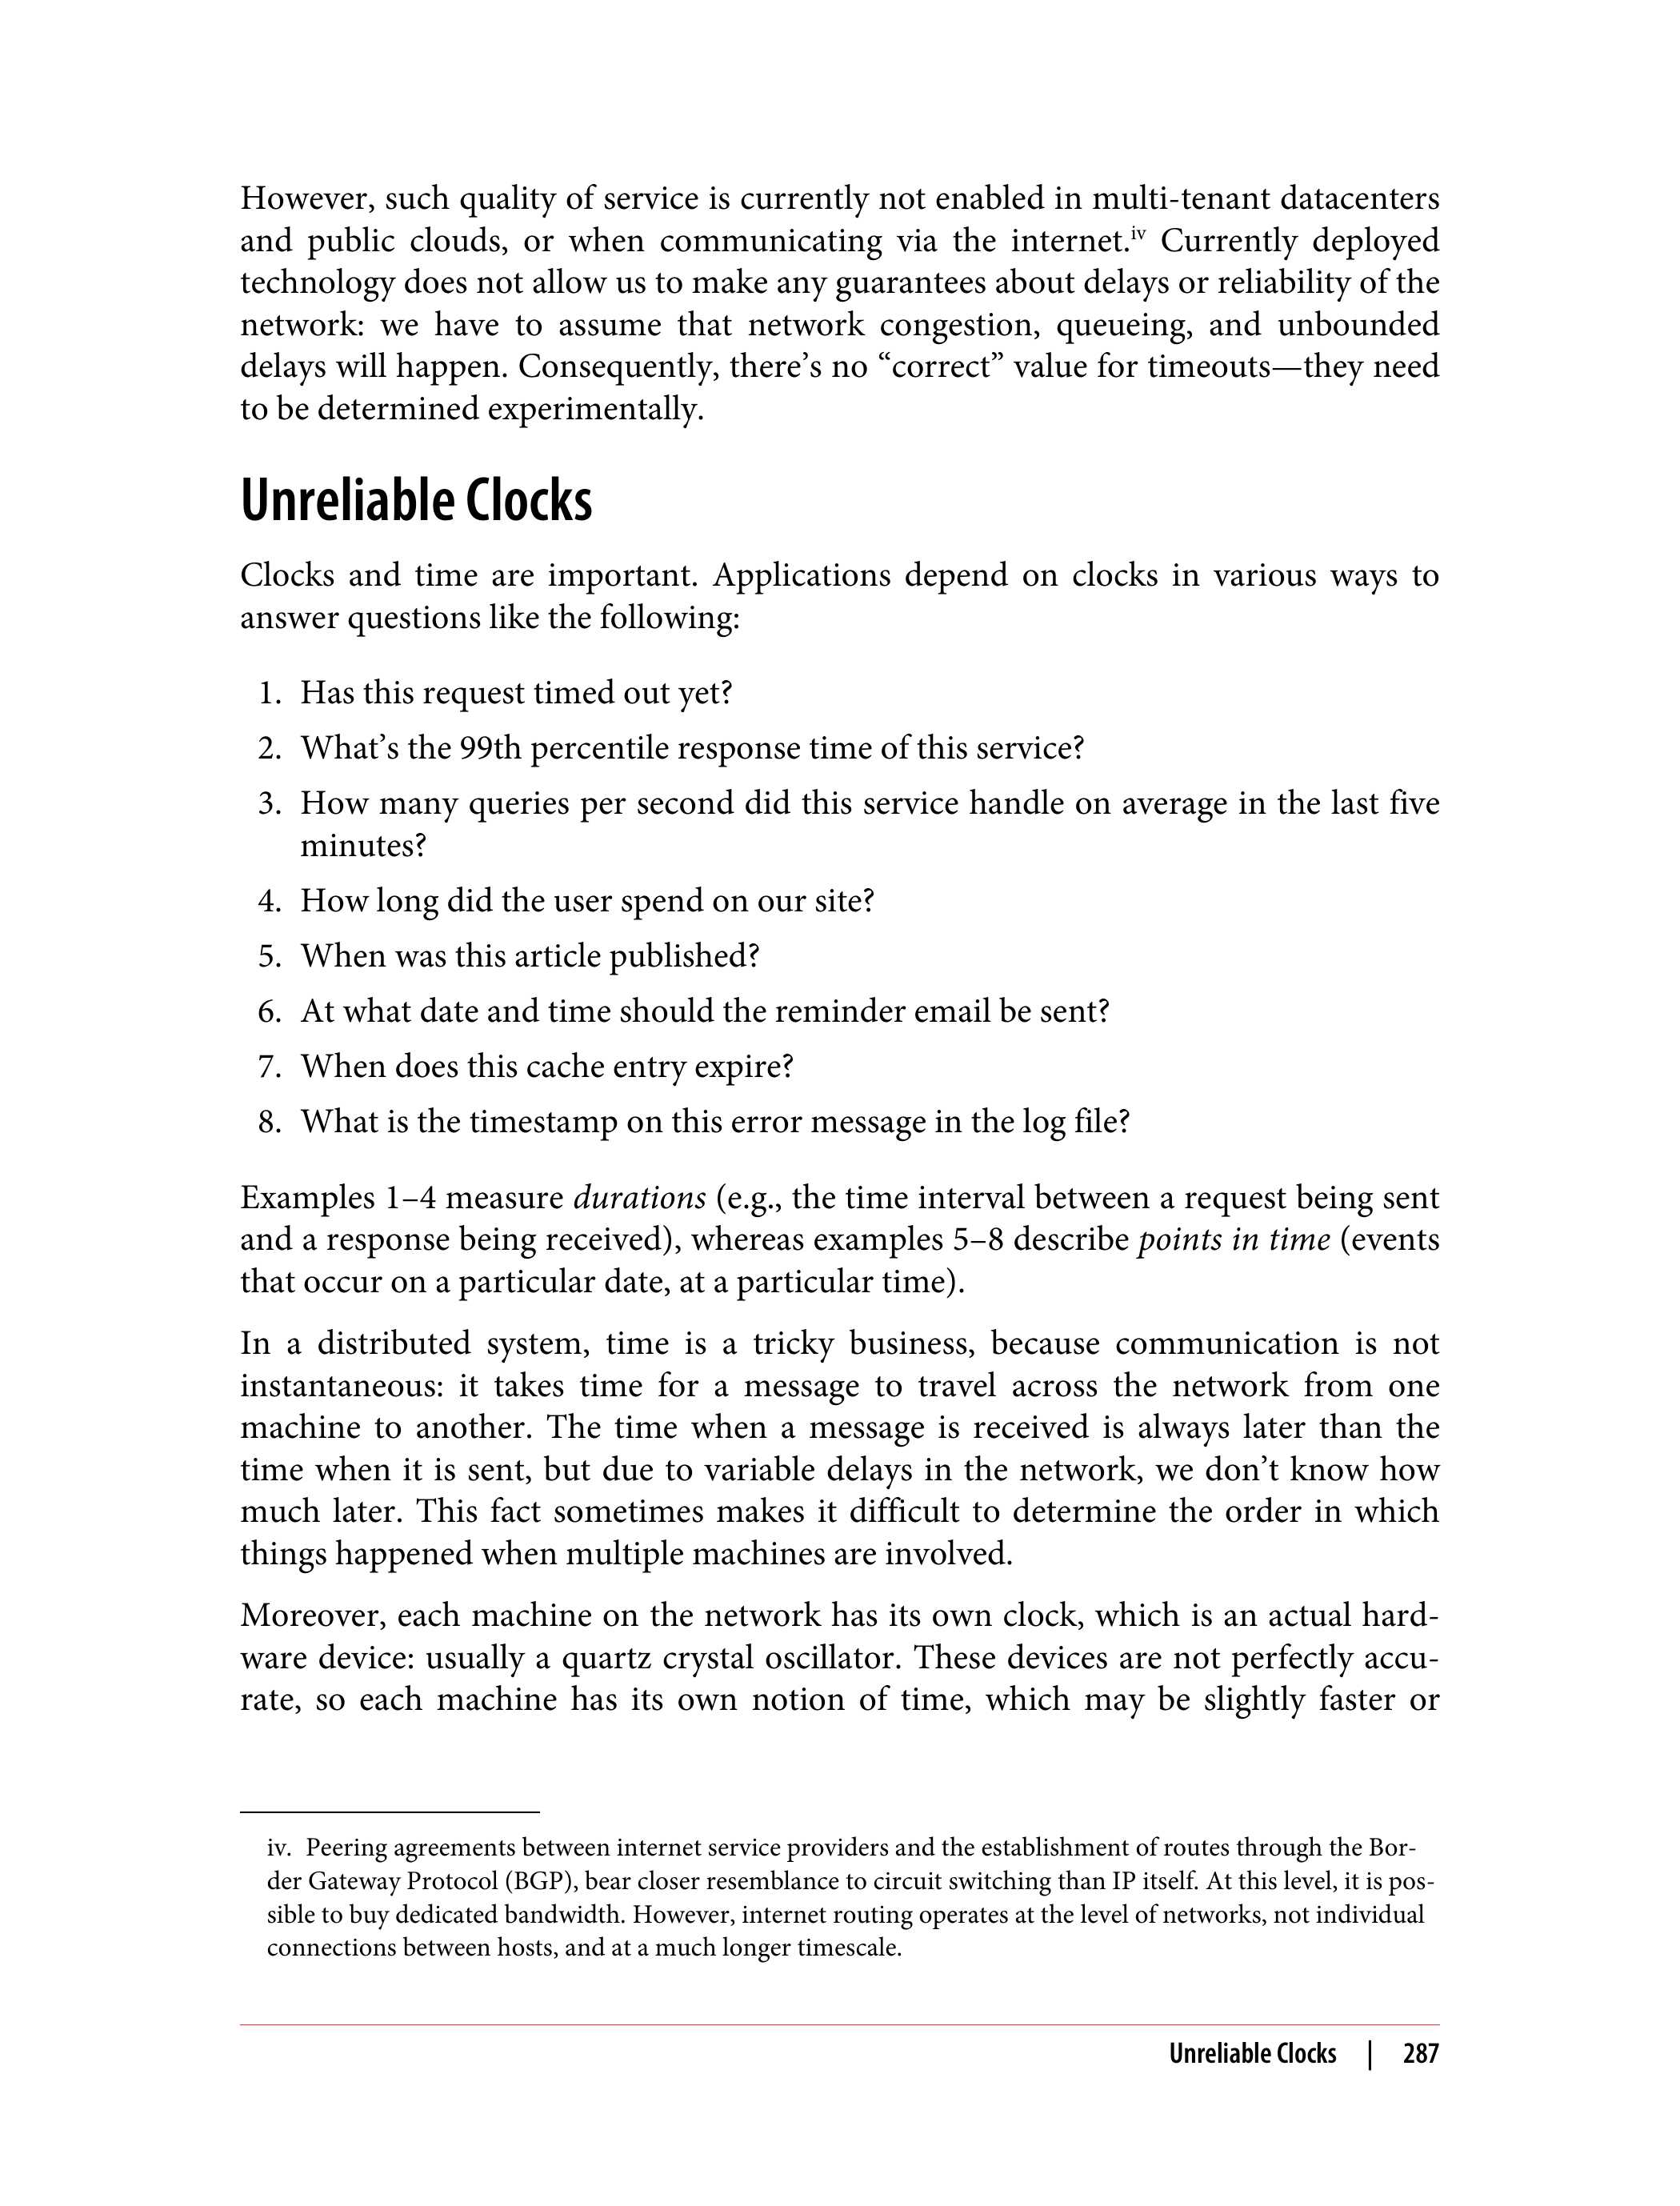 However, such quality of service is currently not enabled in multi-tenant datacenters
and public clouds, or when communicating via the internet.iv Currently deployed
technology does not allow us to make any guarantees about delays or reliability of the
network: we have to assume that network congestion, queueing, and unbounded
delays will happen. Consequently, there’s no “correct” value for timeouts—they need
to be determined experimentally.
Unreliable Clocks
Clocks and time are important. Applications depend on clocks in various ways to
answer questions like the following:
1. Has this request timed out yet?
2. What’s the 99th percentile response time of this service?
3. How many queries per second did this service handle on average in the last five
minutes?
4. How long did the user spend on our site?
5. When was this article published?
6. At what date and time should the reminder email be sent?
7. When does this cache entry expire?
8. What is the timestamp on this error message in the log file?
Examples 1–4 measure durations (e.g., the time interval between a request being sent
and a response being received), whereas examples 5–8 describe points in time (events
that occur on a particular date, at a particular time).
In a distributed system, time is a tricky business, because communication is not
instantaneous: it takes time for a message to travel across the network from one
machine to another. The time when a message is received is always later than the
time when it is sent, but due to variable delays in the network, we don’t know how
much later. This fact sometimes makes it difficult to determine the order in which
things happened when multiple machines are involved.
Moreover, each machine on the network has its own clock, which is an actual hard-
ware device: usually a quartz crystal oscillator. These devices are not perfectly accu-
rate, so each machine has its own notion of time, which may be slightly faster or
iv. Peering agreements between internet service providers and the establishment of routes through the Bor-
der Gateway Protocol (BGP), bear closer resemblance to circuit switching than IP itself. At this level, it is pos-
sible to buy dedicated bandwidth. However, internet routing operates at the level of networks, not individual
connections between hosts, and at a much longer timescale.
Unreliable Clocks | 287